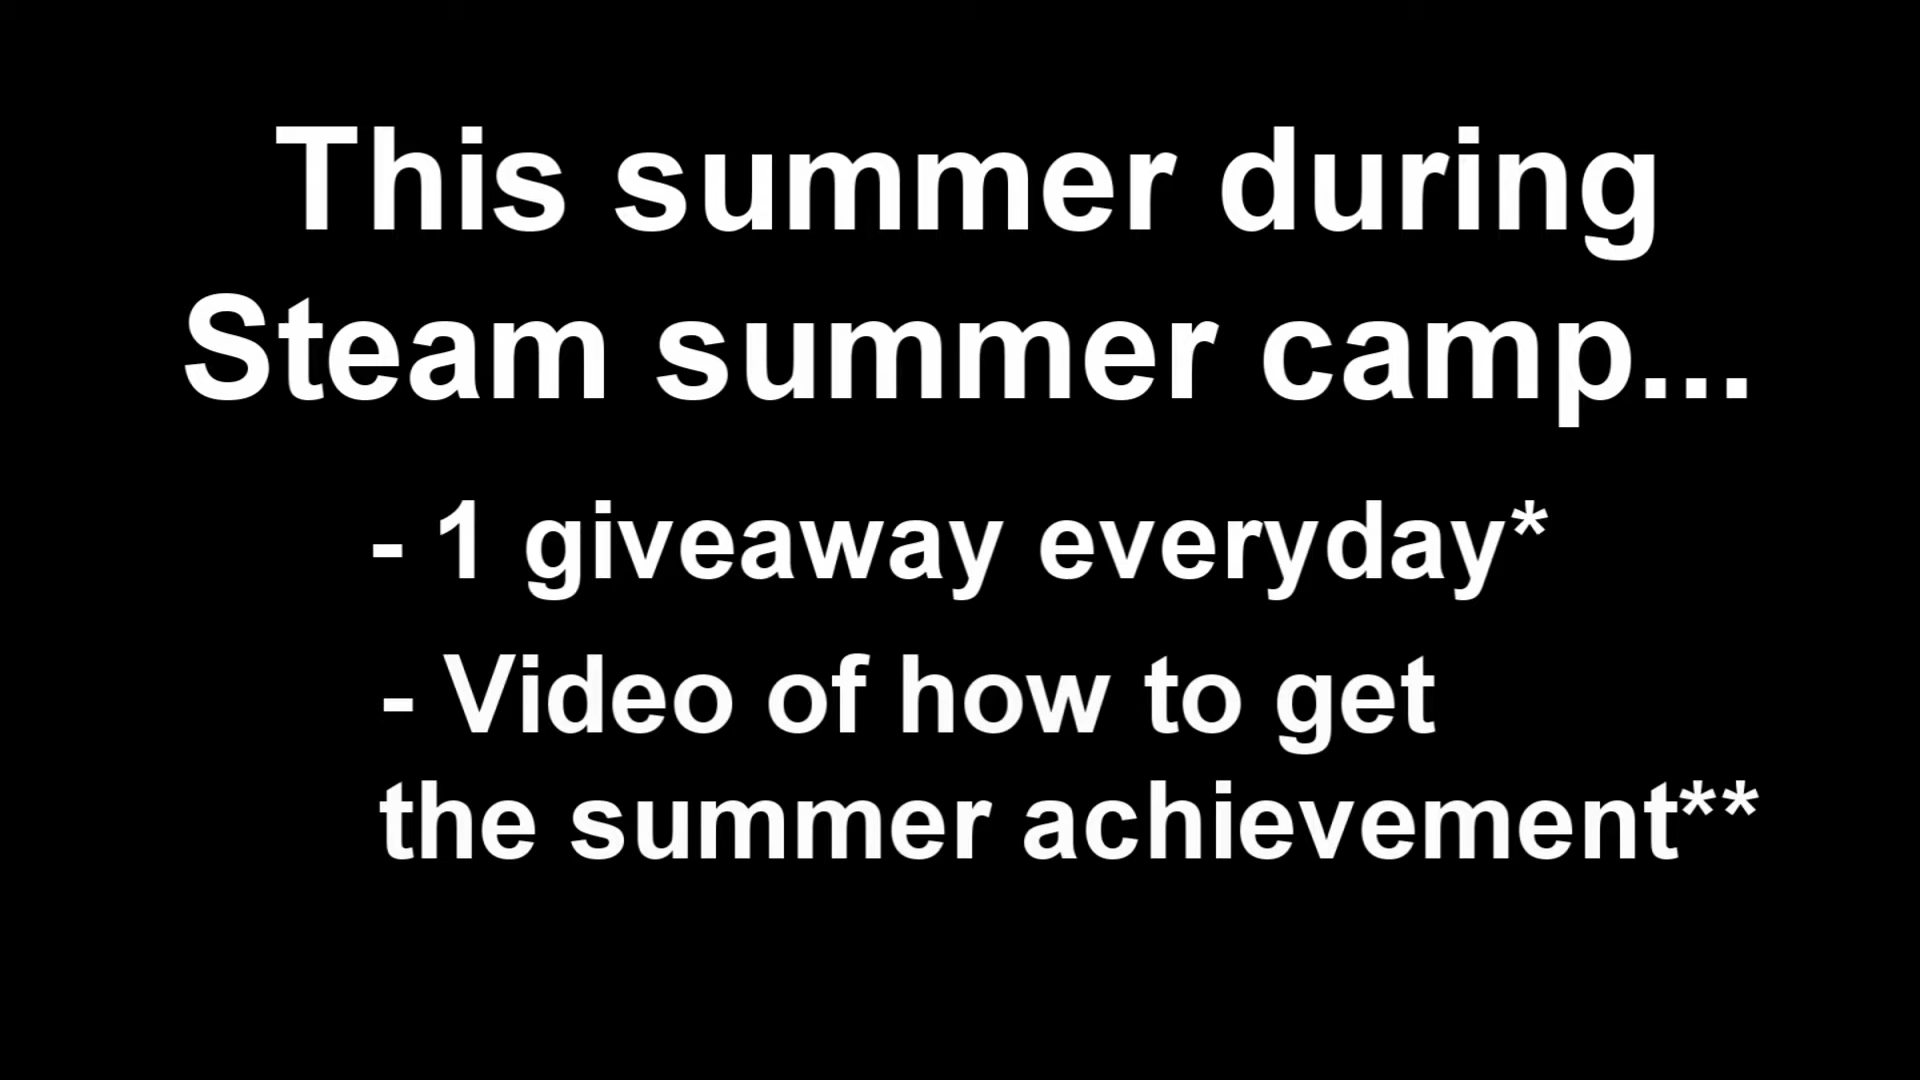 This summer during
Steam summer camp...
- 1 giveaway everyday*
- Video of how to get
the summer achievement**